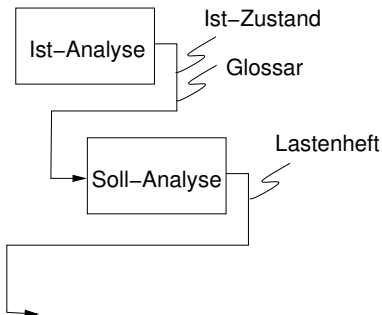 Ist–Zustand
Ist–Analyse
Glossar
Lastenheft
Soll–Analyse